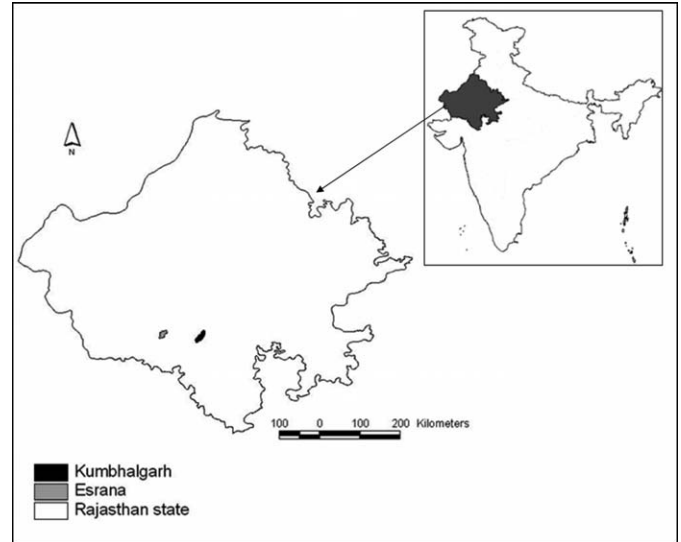 N
100 0 100 200 Kilometers
Kumbhalgarh
Esrana
Rajasthan state